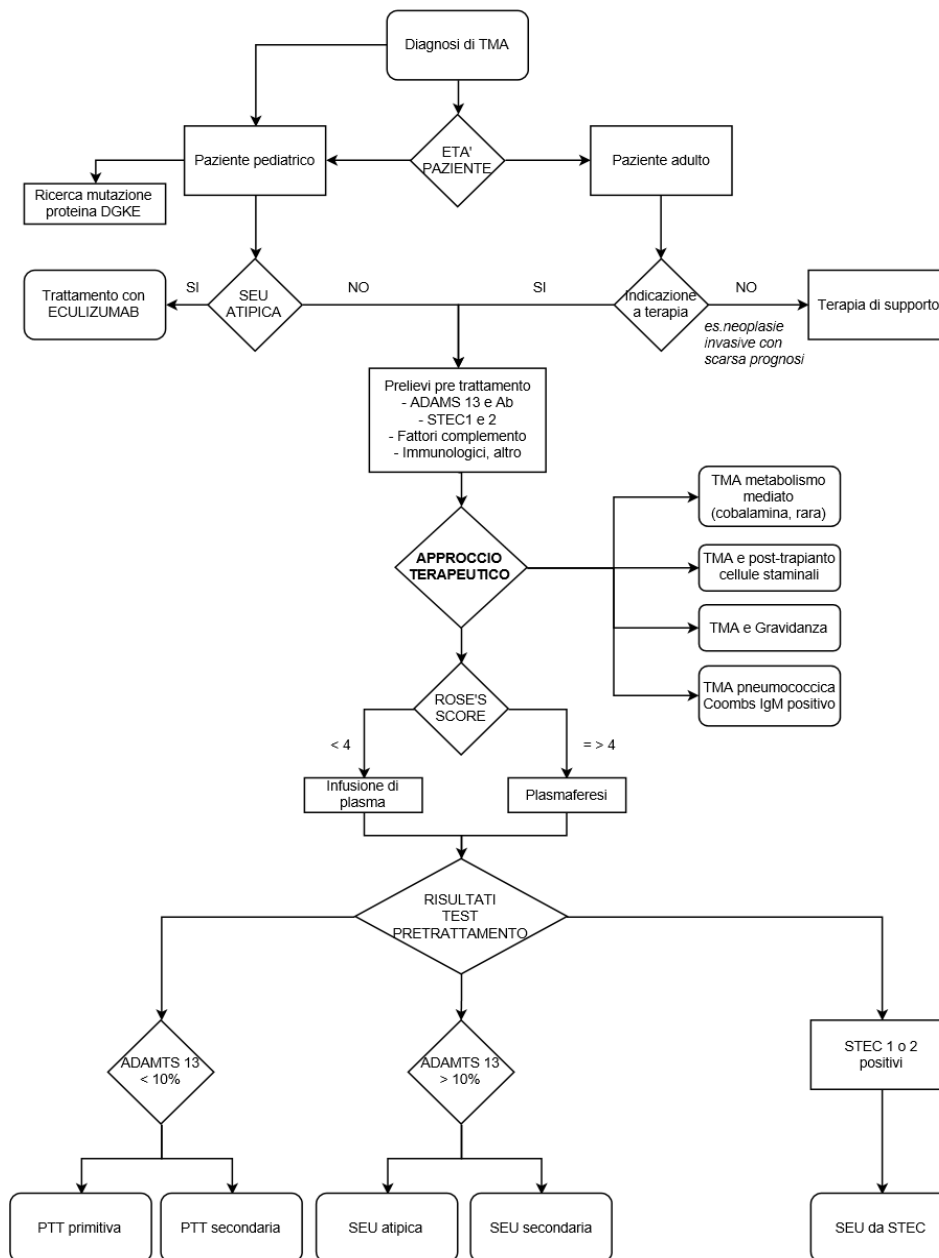 Diagnosi di TMA
ETA'
PAZIENTE
Paziente pediatrico
Paziente adulto
Ricerca mutazione
proteina DGKE
Trattamento con
ECULIZUMAB
SI
SEU
ATIPICA
NO
SI
Indicazione
a terapia
NO
es.neoplasie
invasive con
scarsa prognosi
Terapia di supporto
Prelievi pre trattamento
- ADAMS 13 e Ab
- STEC1 e 2
- Fattori complemento
- Immunologici, altro
APPROCCIO
TERAPEUTICO
TMA metabolismo
mediato
(cobalamina, rara)
TMA e post-trapianto
cellule staminali
TMA e Gravidanza
TMA pneumococcica
Coombs IgM positivo
ROSE'S
SCORE
< 4
= > 4
Infusione di
plasma
Plasmaferesi
RISULTATI
TEST
PRETRATTAMENTO
ADAMTS 13
< 10%
ADAMTS 13
> 10%
STEC 1 o 2
positivi
PTT primitiva
PTT secondaria
SEU atipica
SEU secondaria
SEU da STEC